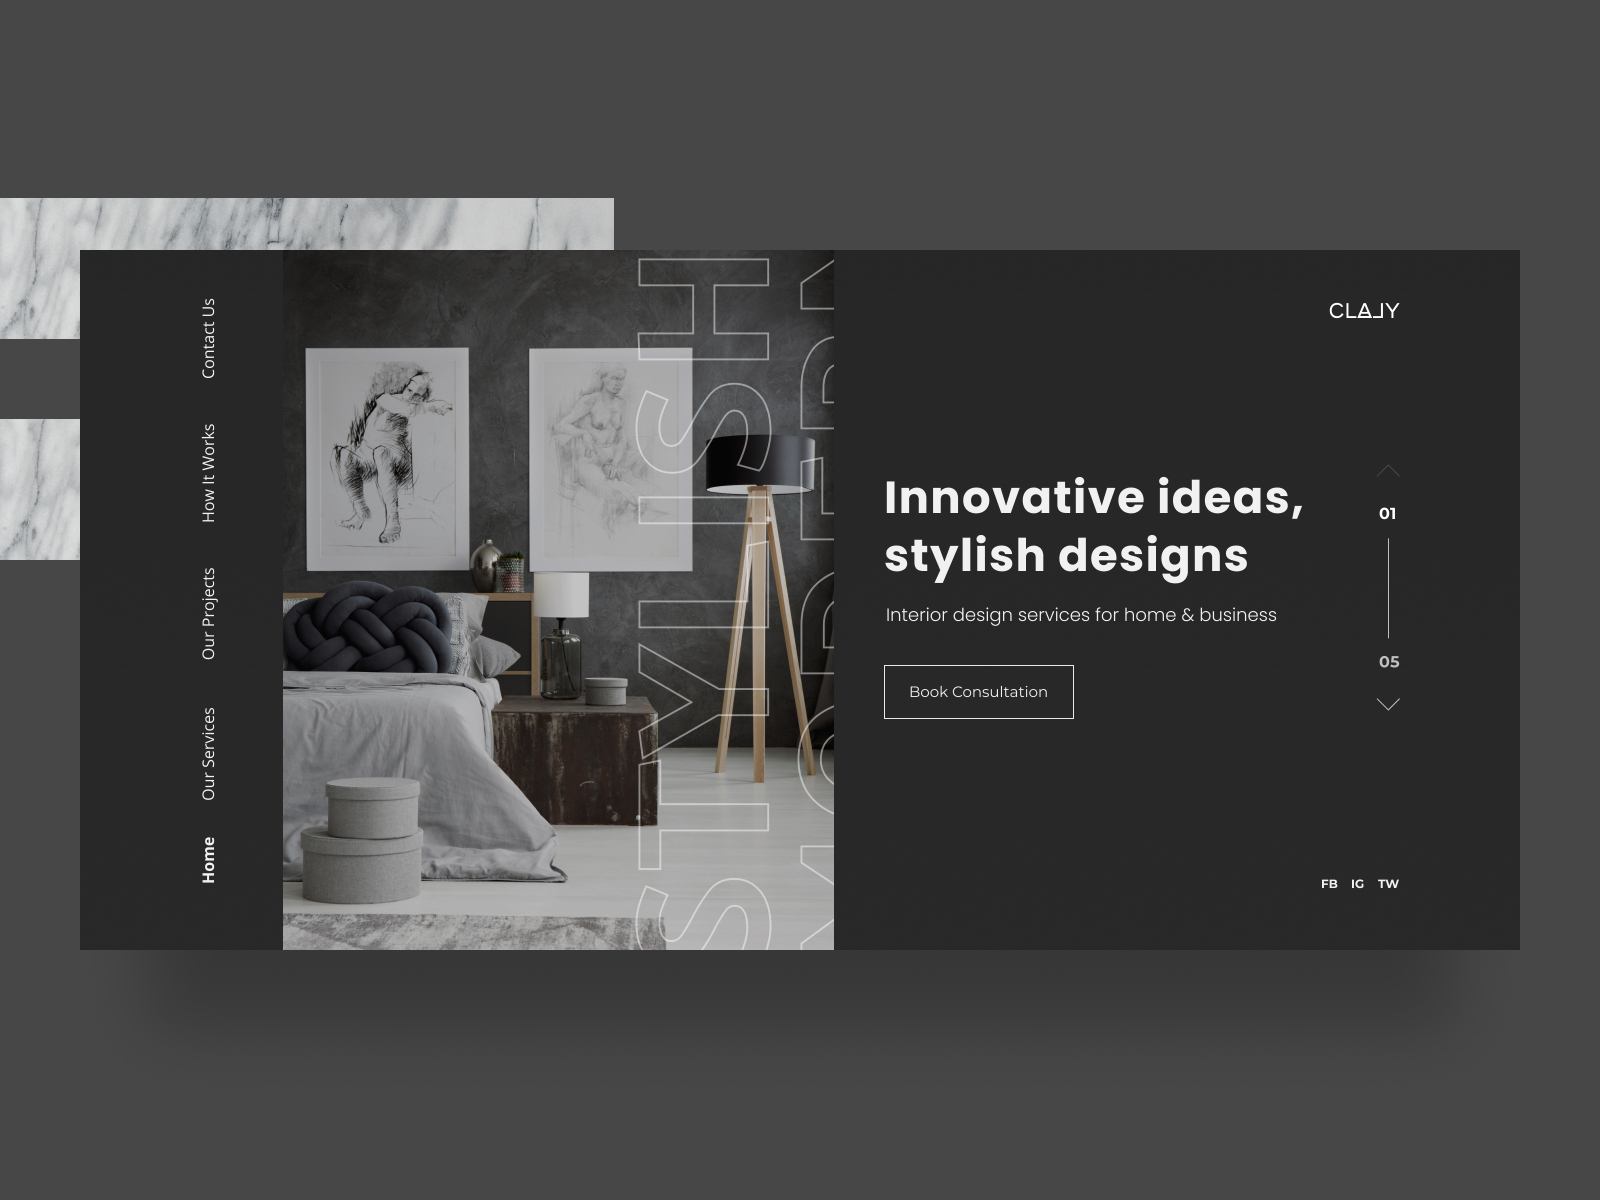 Contact Us
How It Works
Our Projects
Our Services
Home
STYLISH
CLAJY
Innovative ideas,
stylish designs
Interior design services for home & business
Book Consultation
01
05
FB IG TW